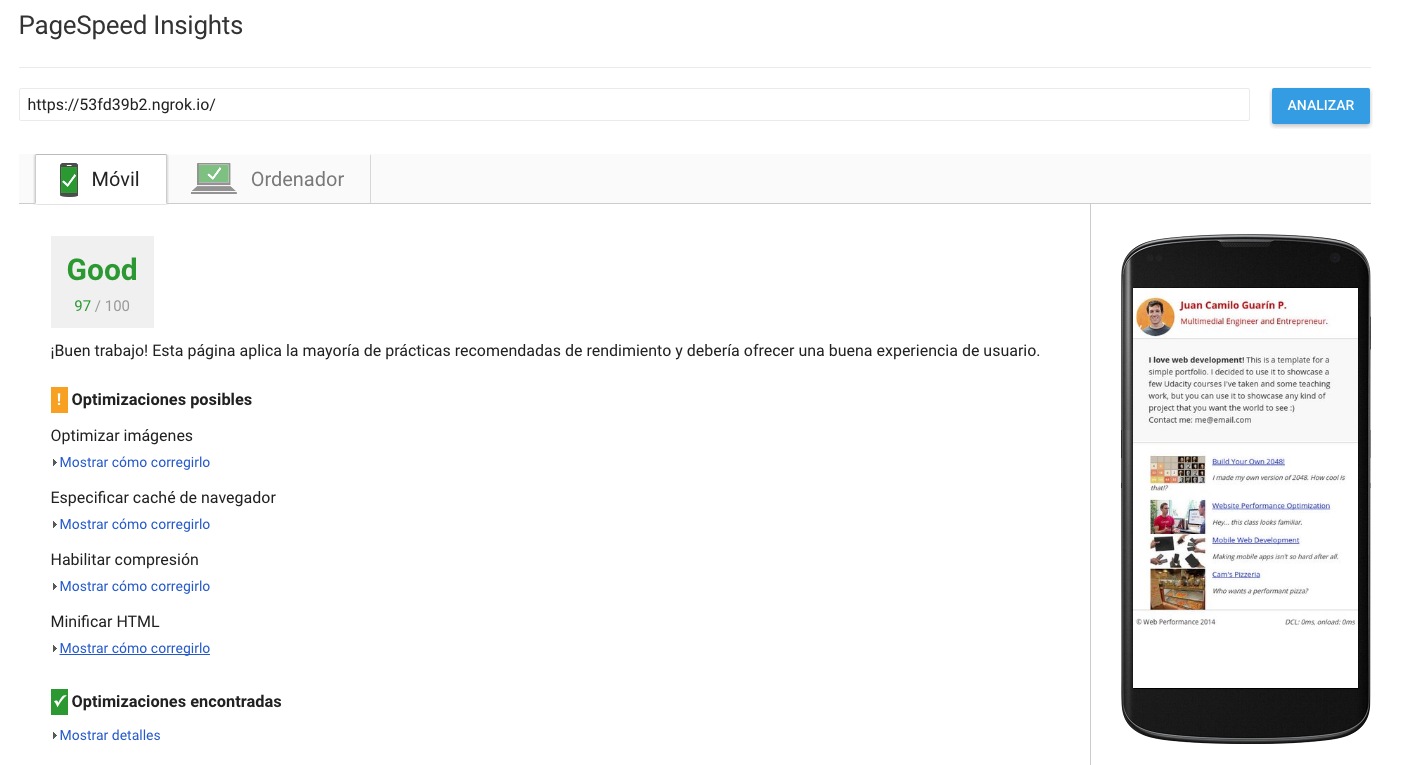 PageSpeed Insights
https://53fd39b2.ngrok.io/
ANALIZAR
Móvil
Ordenador
Good
97 / 100
¡Buen trabajo! Esta página aplica la mayoría de prácticas recomendadas de rendimiento y debería ofrecer una buena experiencia de usuario.
! Optimizaciones posibles
Optimizar imágenes
Mostrar cómo corregirlo
Especificar caché de navegador
Mostrar cómo corregirlo
Habilitar compresión
Mostrar cómo corregirlo
Minificar HTML
Mostrar cómo corregirlo
Optimizaciones encontradas
Mostrar detalles
Juan Camilo Guarín P.
Multimedial Engineer and Entrepreneur.
I love web development! This is a template for a
simple portfolio. I decided to use it to showcase a
few Udacity courses I've taken and some teaching
work, but you can use it to showcase any kind of
project that you want the world to see :)
Contact me: me@email.com
Build Your Own 2048!
I made my own version of 2048. How cool is
that!?
Website Performance Optimization
Hey... this class looks familiar.
Mobile Web Development
Making mobile apps isn't so hard after all.
Cam's Pizzeria
Who wants a performant pizza?
© Web Performance 2014
DCL: 0ms, onload: 0ms